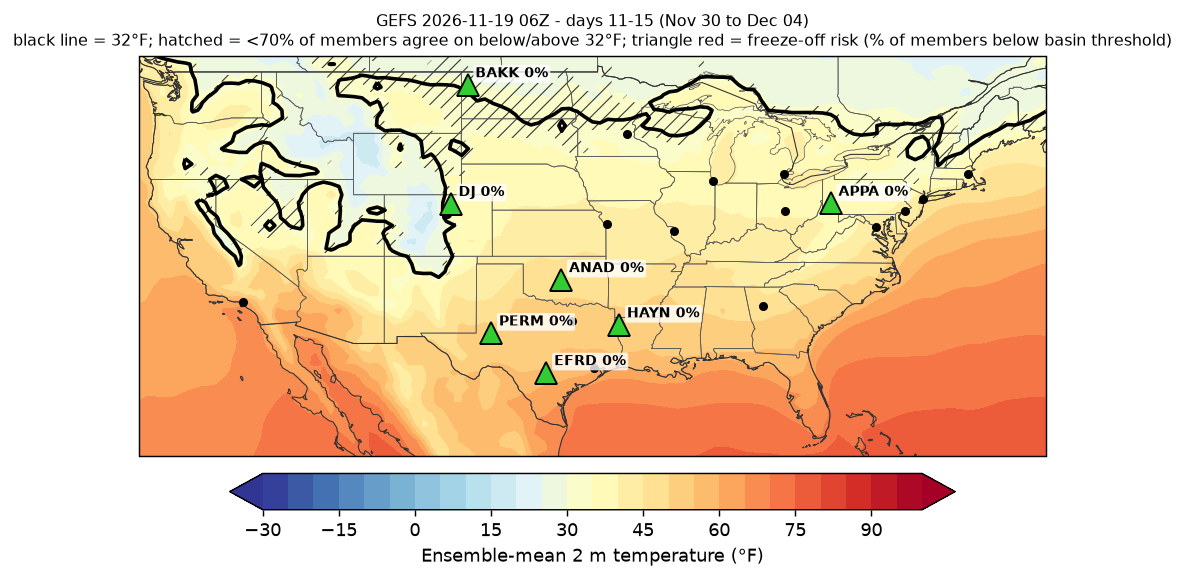 GEFS 2026-11-19 06Z - days 11-15 (Nov 30 to Dec 04)
black line = 32°F; hatched = <70% of members agree on below/above 32°F; triangle red = freeze-off risk (% of members below basin threshold)
BAKK 0%
DJ 0%
APPA 0%
ANAD 0%
HAYN 0%
PERM 0%
EFRD 0%
−30 −15 0 15 30 45 60 75 90
Ensemble-mean 2 m temperature (°F)